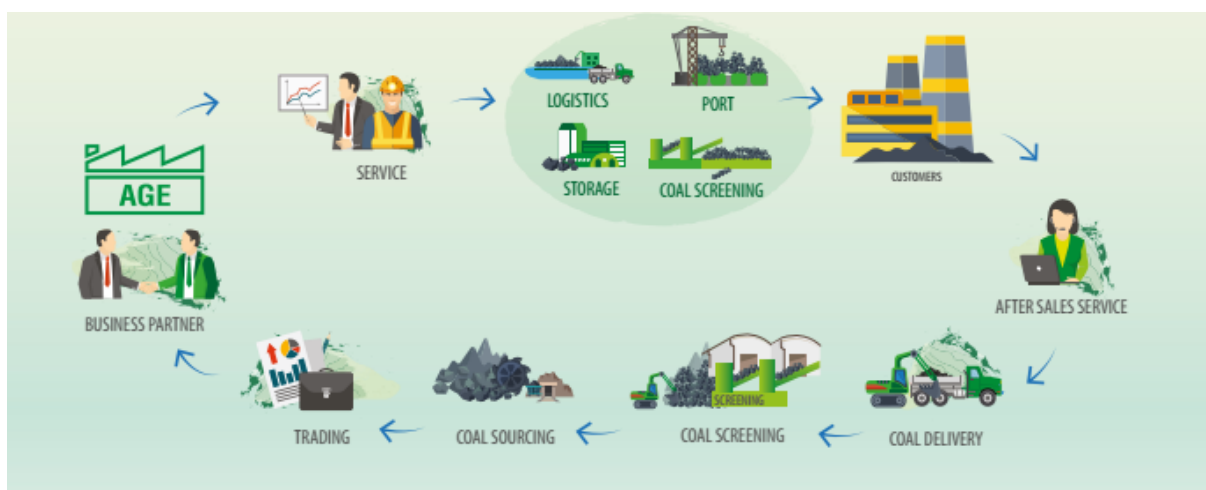 LOGISTICS
PORT
STORAGE
COAL SCREENING
SERVICE
CUSTOMERS
AGE
BUSINESS PARTNER
AFTER SALES SERVICE
TRADING
COAL SOURCING
SCREENING
COAL SCREENING
COAL DELIVERY